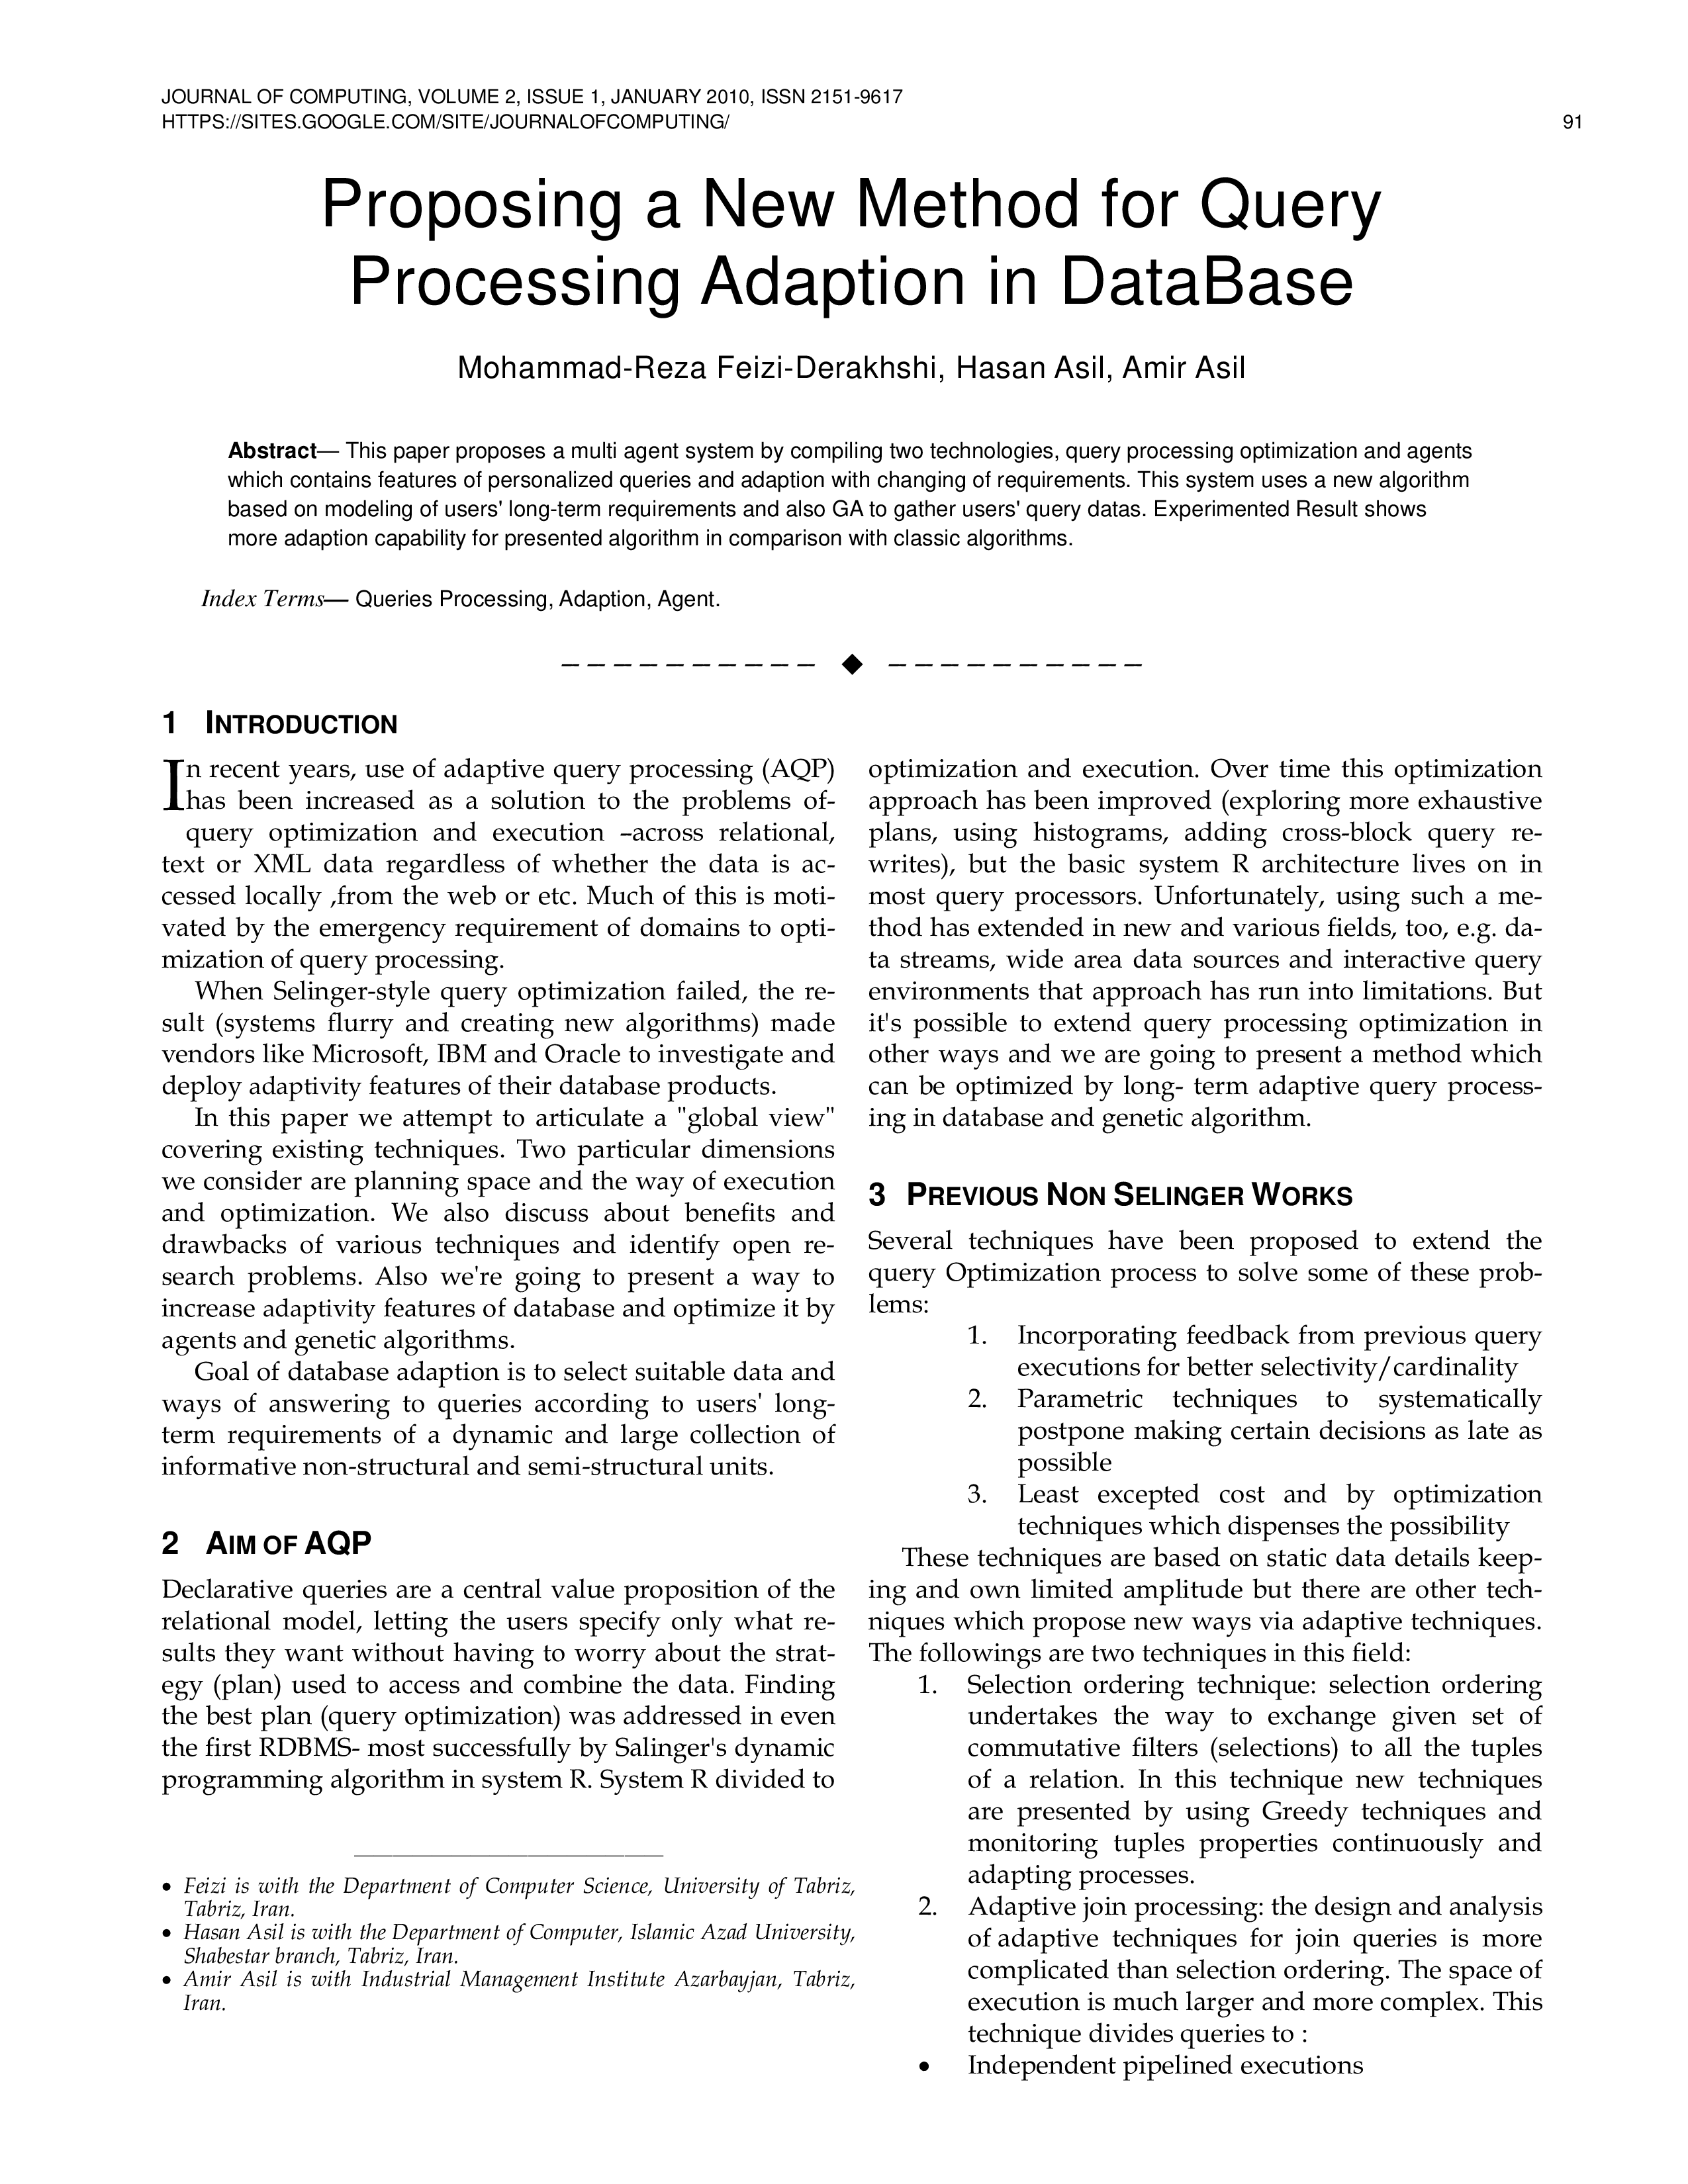 JOURNAL OF COMPUTING, VOLUME 2, ISSUE 1, JANUARY 2010, ISSN 2151-9617
HTTPS://SITES.GOOGLE.COM/SITE/JOURNALOFCOMPUTING/
91
Proposing a New Method for Query
Processing Adaption in DataBase
Mohammad-Reza Feizi-Derakhshi, Hasan Asil, Amir Asil
Abstract— This paper proposes a multi agent system by compiling two technologies, query processing optimization and agents
which contains features of personalized queries and adaption with changing of requirements. This system uses a new algorithm
based on modeling of users' long-term requirements and also GA to gather users' query datas. Experimented Result shows
more adaption capability for presented algorithm in comparison with classic algorithms.
Index Terms— Queries Processing, Adaption, Agent.
—————————— ◆ ——————————
1 INTRODUCTION
In recent years, use of adaptive query processing (AQP)
has been increased as a solution to the problems of-
query optimization and execution –across relational,
text or XML data regardless of whether the data is ac-
cessed locally ,from the web or etc. Much of this is moti-
vated by the emergency requirement of domains to opti-
mization of query processing.
When Selinger-style query optimization failed, the re-
sult (systems flurry and creating new algorithms) made
vendors like Microsoft, IBM and Oracle to investigate and
deploy adaptivity features of their database products.
In this paper we attempt to articulate a "global view"
covering existing techniques. Two particular dimensions
we consider are planning space and the way of execution
and optimization. We also discuss about benefits and
drawbacks of various techniques and identify open re-
search problems. Also we're going to present a way to
increase adaptivity features of database and optimize it by
agents and genetic algorithms.
Goal of database adaption is to select suitable data and
ways of answering to queries according to users' long-
term requirements of a dynamic and large collection of
informative non-structural and semi-structural units.
2 AIM OF AQP
Declarative queries are a central value proposition of the
relational model, letting the users specify only what re-
sults they want without having to worry about the strat-
egy (plan) used to access and combine the data. Finding
the best plan (query optimization) was addressed in even
the first RDBMS- most successfully by Salinger's dynamic
programming algorithm in system R. System R divided to
• Feizi is with the Department of Computer Science, University of Tabriz,
Tabriz, Iran.
• Hasan Asil is with the Department of Computer, Islamic Azad University,
Shabestar branch, Tabriz, Iran.
• Amir Asil is with Industrial Management Institute Azarbayjan, Tabriz,
Iran.
optimization and execution. Over time this optimization
approach has been improved (exploring more exhaustive
plans, using histograms, adding cross-block query re-
writes), but the basic system R architecture lives on in
most query processors. Unfortunately, using such a me-
thod has extended in new and various fields, too, e.g. da-
ta streams, wide area data sources and interactive query
environments that approach has run into limitations. But
it's possible to extend query processing optimization in
other ways and we are going to present a method which
can be optimized by long- term adaptive query process-
ing in database and genetic algorithm.
3 PREVIOUS NON SELINGER WORKS
Several techniques have been proposed to extend the
query Optimization process to solve some of these prob-
lems:
1. Incorporating feedback from previous query
executions for better selectivity/cardinality
2. Parametric techniques to systematically
postpone making certain decisions as late as
possible
3. Least excepted cost and by optimization
techniques which dispenses the possibility
These techniques are based on static data details keep-
ing and own limited amplitude but there are other tech-
niques which propose new ways via adaptive techniques.
The followings are two techniques in this field:
1. Selection ordering technique: selection ordering
undertakes the way to exchange given set of
commutative filters (selections) to all the tuples
of a relation. In this technique new techniques
are presented by using Greedy techniques and
monitoring tuples properties continuously and
adapting processes.
2. Adaptive join processing: the design and analysis
of adaptive techniques for join queries is more
complicated than selection ordering. The space of
execution is much larger and more complex. This
technique divides queries to :
• Independent pipelined executions